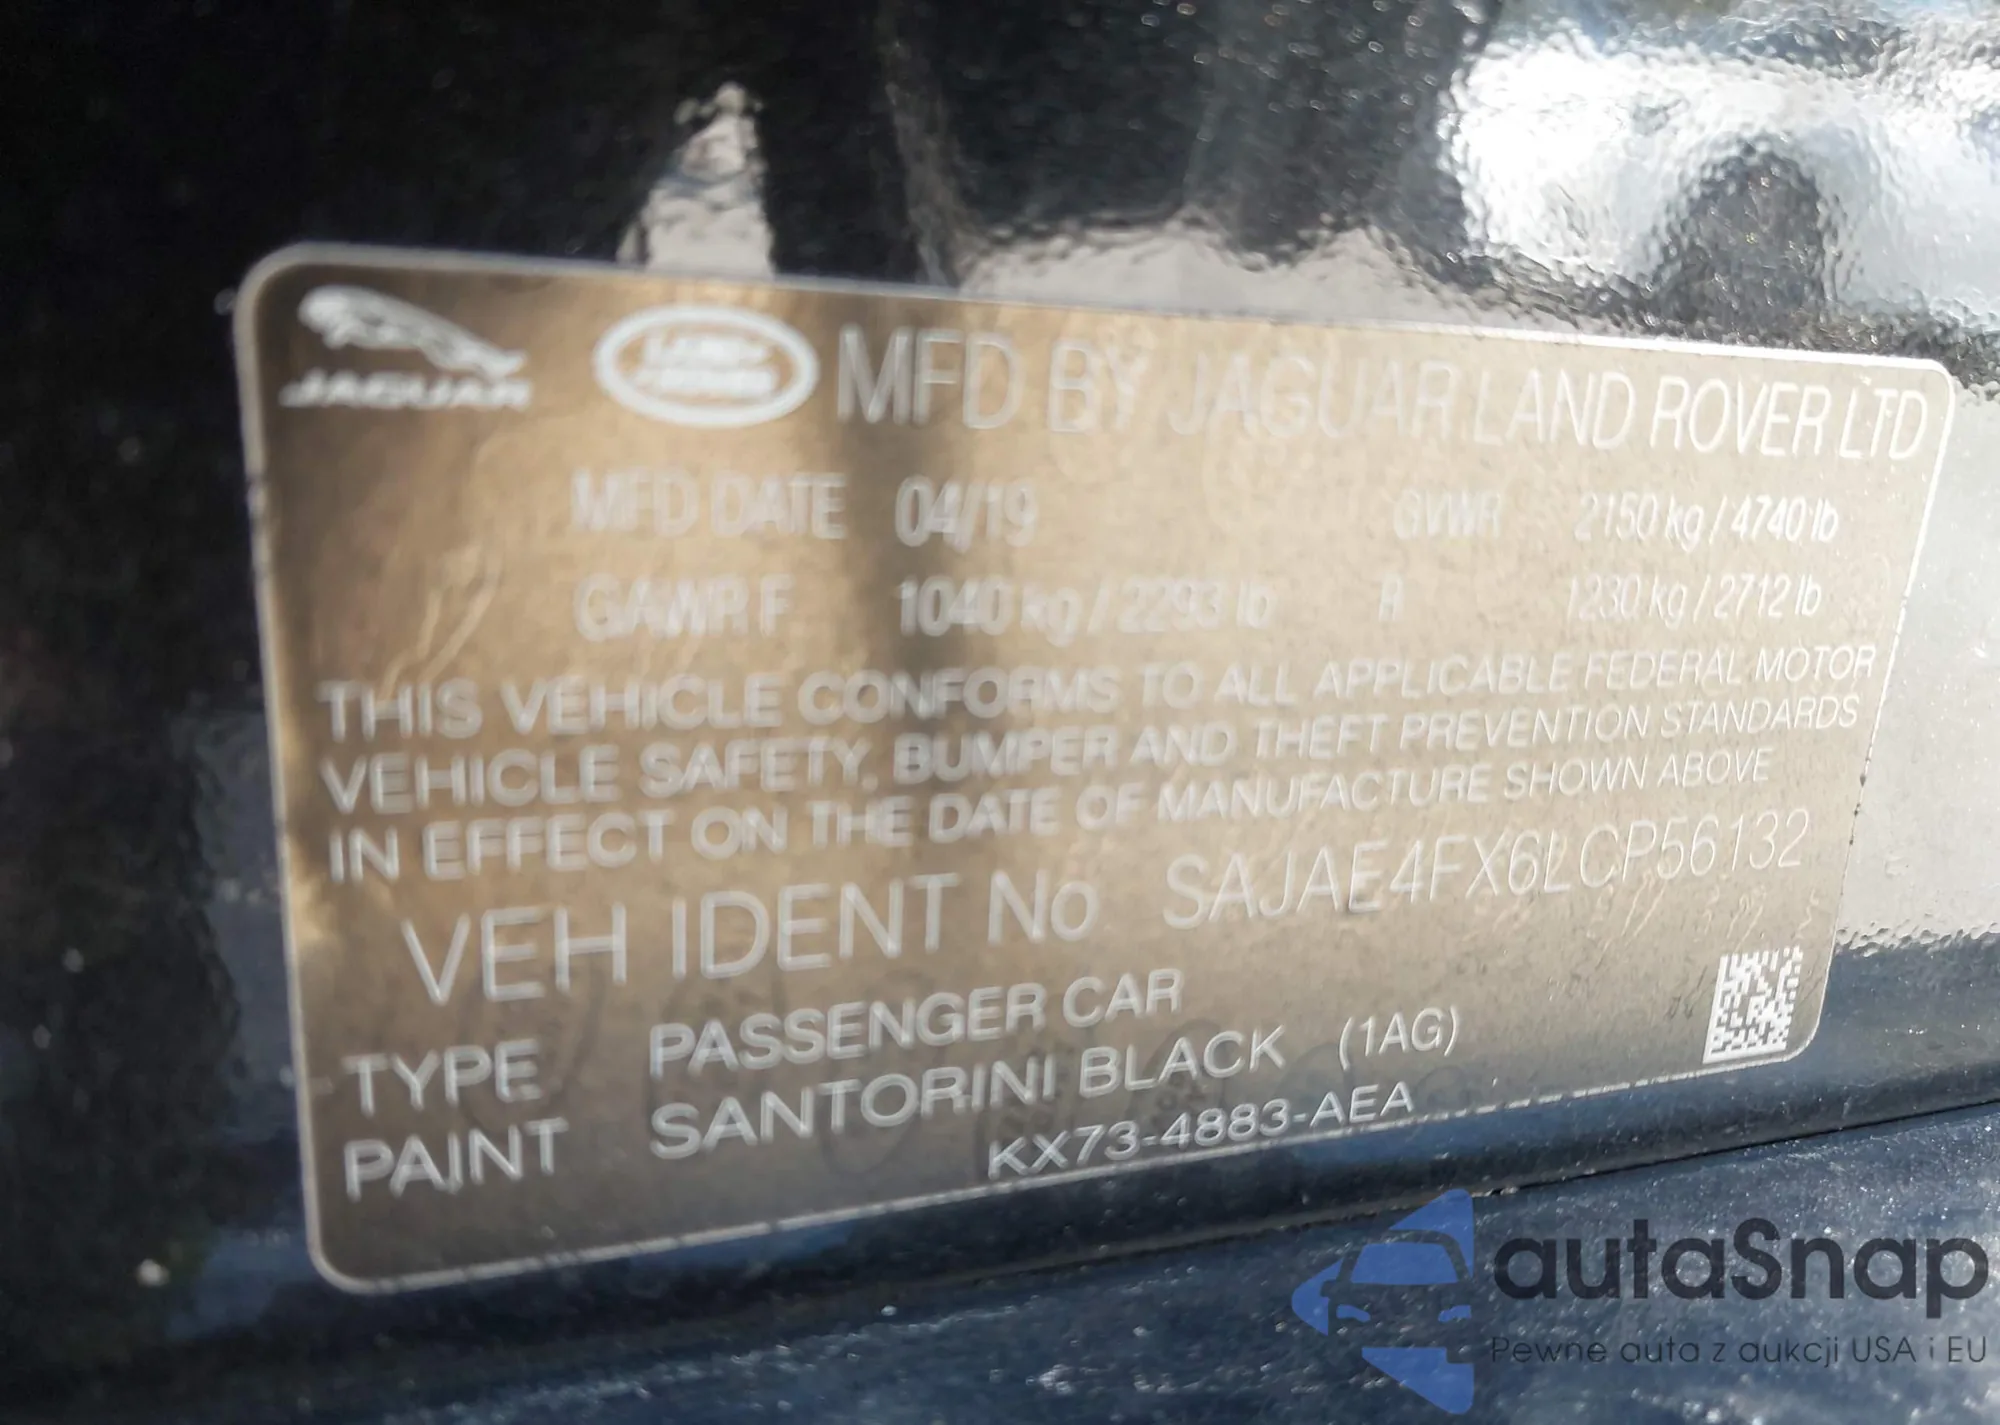 JAGUAR LAND ROVER MFD BY JAGUAR LAND ROVER LTD
MFD DATE 04/19 GVWR 2150 kg / 4740 lb
GAWR F 1040 kg / 2293 lb R 1230 kg / 2712 lb
THIS VEHICLE CONFORMS TO ALL APPLICABLE FEDERAL MOTOR
VEHICLE SAFETY, BUMPER AND THEFT PREVENTION STANDARDS
IN EFFECT ON THE DATE OF MANUFACTURE SHOWN ABOVE
VEH IDENT No SAJAE4FX6LCP56132
TYPE PASSENGER CAR
PAINT SANTORINI BLACK (1AG)
KX73-4883-AEA
autaSnap
Pewne auta z aukcji USA i EU